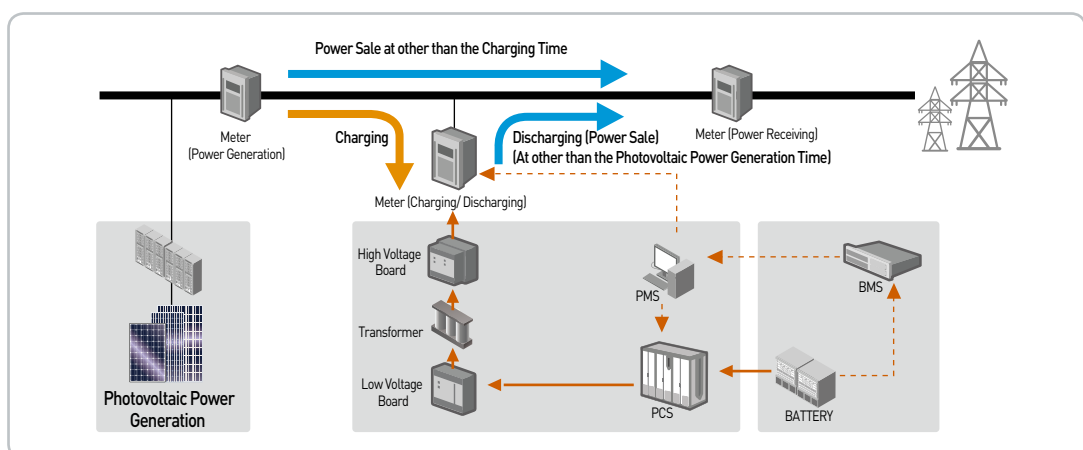 Power Sale at other than the Charging Time
Meter
(Power Generation)
Charging
Discharging (Power Sale)
(At other than the Photovoltaic Power Generation Time)
Meter (Power Receiving)
Meter (Charging/ Discharging)
High Voltage
Board
PMS
BMS
Transformer
Low Voltage
Board
PCS
BATTERY
Photovoltaic Power
Generation